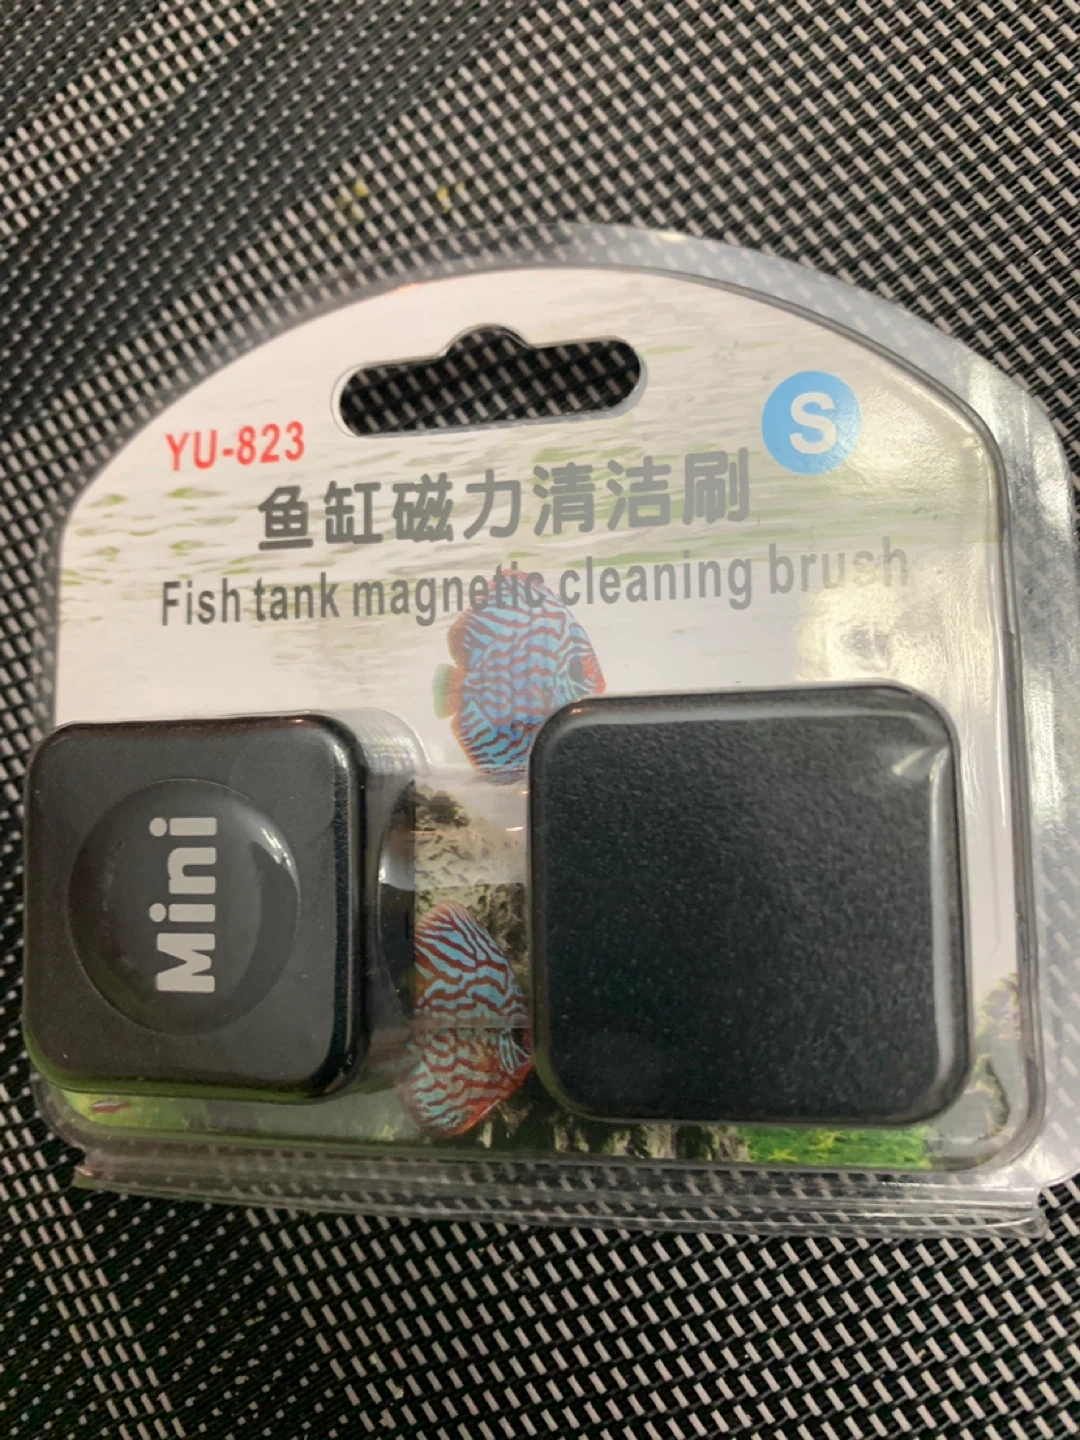 S
YU-823
鱼缸磁力清洁刷
Fish tank magnetic cleaning brush
Mini